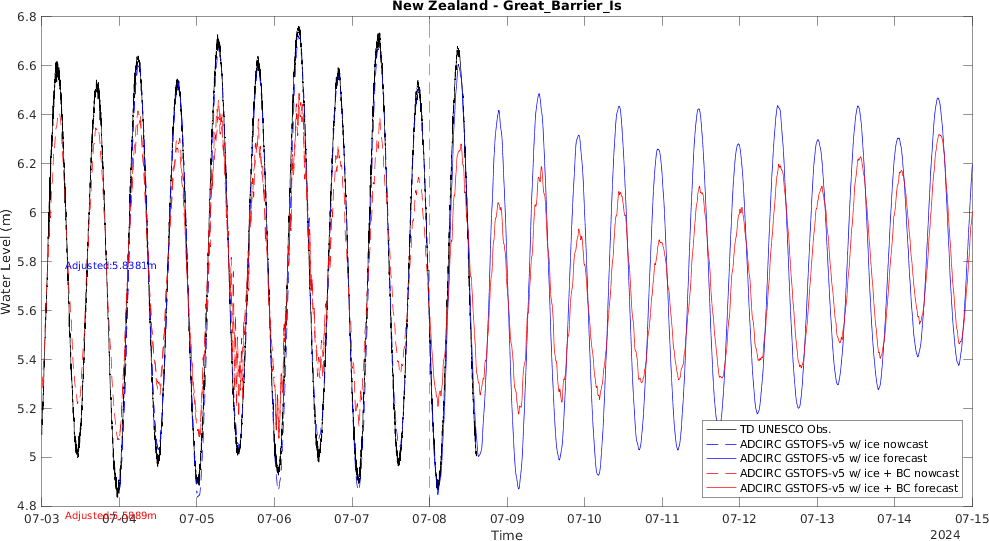 New Zealand - Great_Barrier_Is
6.8
6.6
6.4
6.2
6
5.8
5.6
5.4
5.2
5
4.8
Water Level (m)
Adjusted:5.8381m
TD UNESCO Obs.
ADCIRC GSTOFS-v5 w/ ice nowcast
ADCIRC GSTOFS-v5 w/ ice forecast
ADCIRC GSTOFS-v5 w/ ice + BC nowcast
ADCIRC GSTOFS-v5 w/ ice + BC forecast
07-03 07-04 07-05 07-06 07-07 07-08 07-09 07-10 07-11 07-12 07-13 07-14 07-15
Time
2024